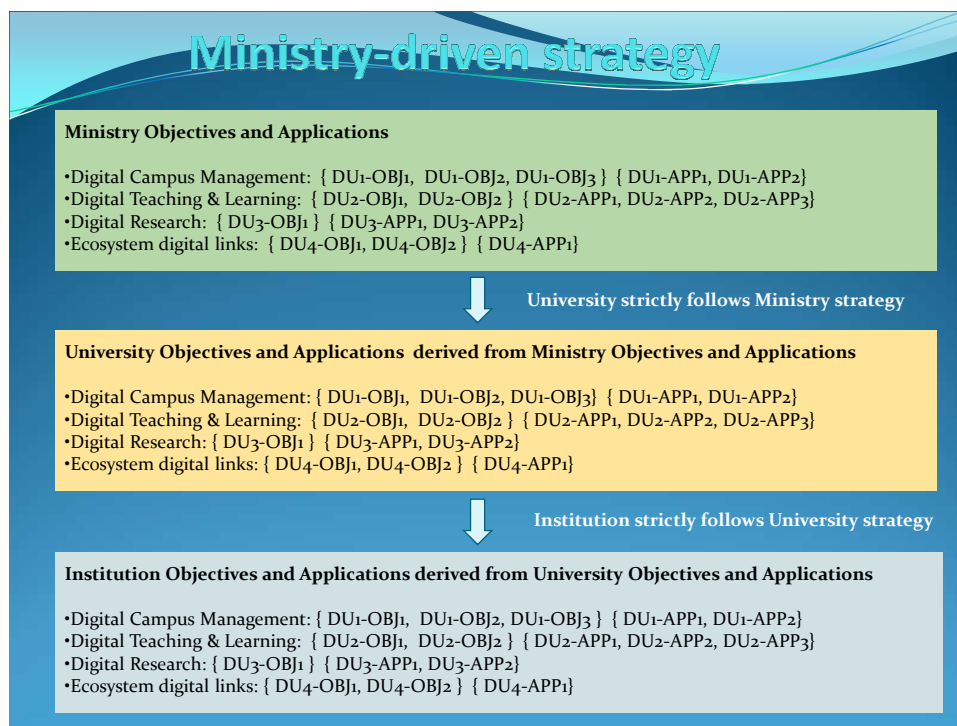 Ministry-driven strategy
Ministry Objectives and Applications
•Digital Campus Management: { DU1-OBJ1, DU1-OBJ2, DU1-OBJ3 } { DU1-APP1, DU1-APP2}
•Digital Teaching & Learning: { DU2-OBJ1, DU2-OBJ2 } { DU2-APP1, DU2-APP2, DU2-APP3}
•Digital Research: { DU3-OBJ1 } { DU3-APP1, DU3-APP2}
•Ecosystem digital links: { DU4-OBJ1, DU4-OBJ2 } { DU4-APP1}
University strictly follows Ministry strategy
University Objectives and Applications derived from Ministry Objectives and Applications
•Digital Campus Management: { DU1-OBJ1, DU1-OBJ2, DU1-OBJ3} { DU1-APP1, DU1-APP2}
•Digital Teaching & Learning: { DU2-OBJ1, DU2-OBJ2 } { DU2-APP1, DU2-APP2, DU2-APP3}
•Digital Research: { DU3-OBJ1 } { DU3-APP1, DU3-APP2}
•Ecosystem digital links: { DU4-OBJ1, DU4-OBJ2 } { DU4-APP1}
Institution strictly follows University strategy
Institution Objectives and Applications derived from University Objectives and Applications
•Digital Campus Management: { DU1-OBJ1, DU1-OBJ2, DU1-OBJ3 } { DU1-APP1, DU1-APP2}
•Digital Teaching & Learning: { DU2-OBJ1, DU2-OBJ2 } { DU2-APP1, DU2-APP2, DU2-APP3}
•Digital Research: { DU3-OBJ1 } { DU3-APP1, DU3-APP2}
•Ecosystem digital links: { DU4-OBJ1, DU4-OBJ2 } { DU4-APP1}